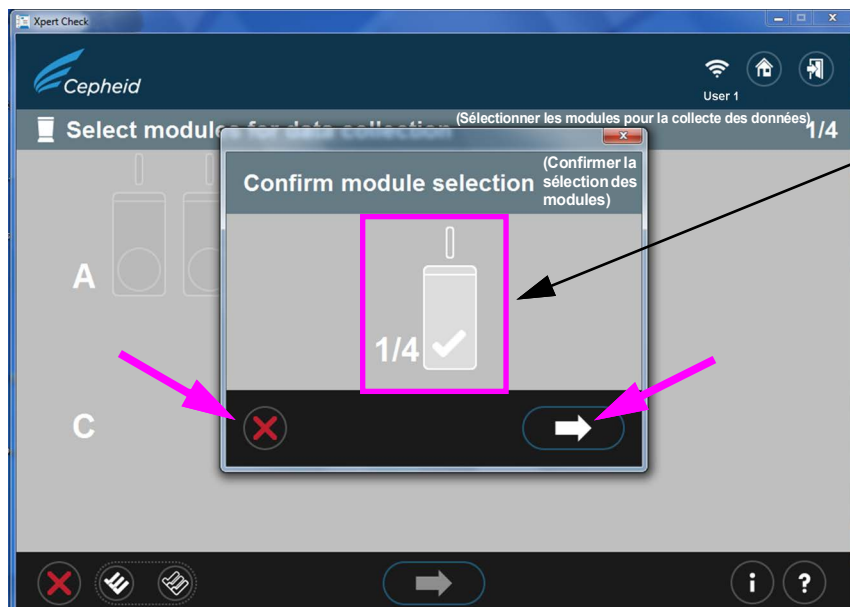 Xpert Check
Cepheid
User 1
Select modules for data collection (Sélectionner les modules pour la collecte des données) 1/4
Confirm module selection (Confirmer la
sélection des
modules)
A
1/4
C
i ?